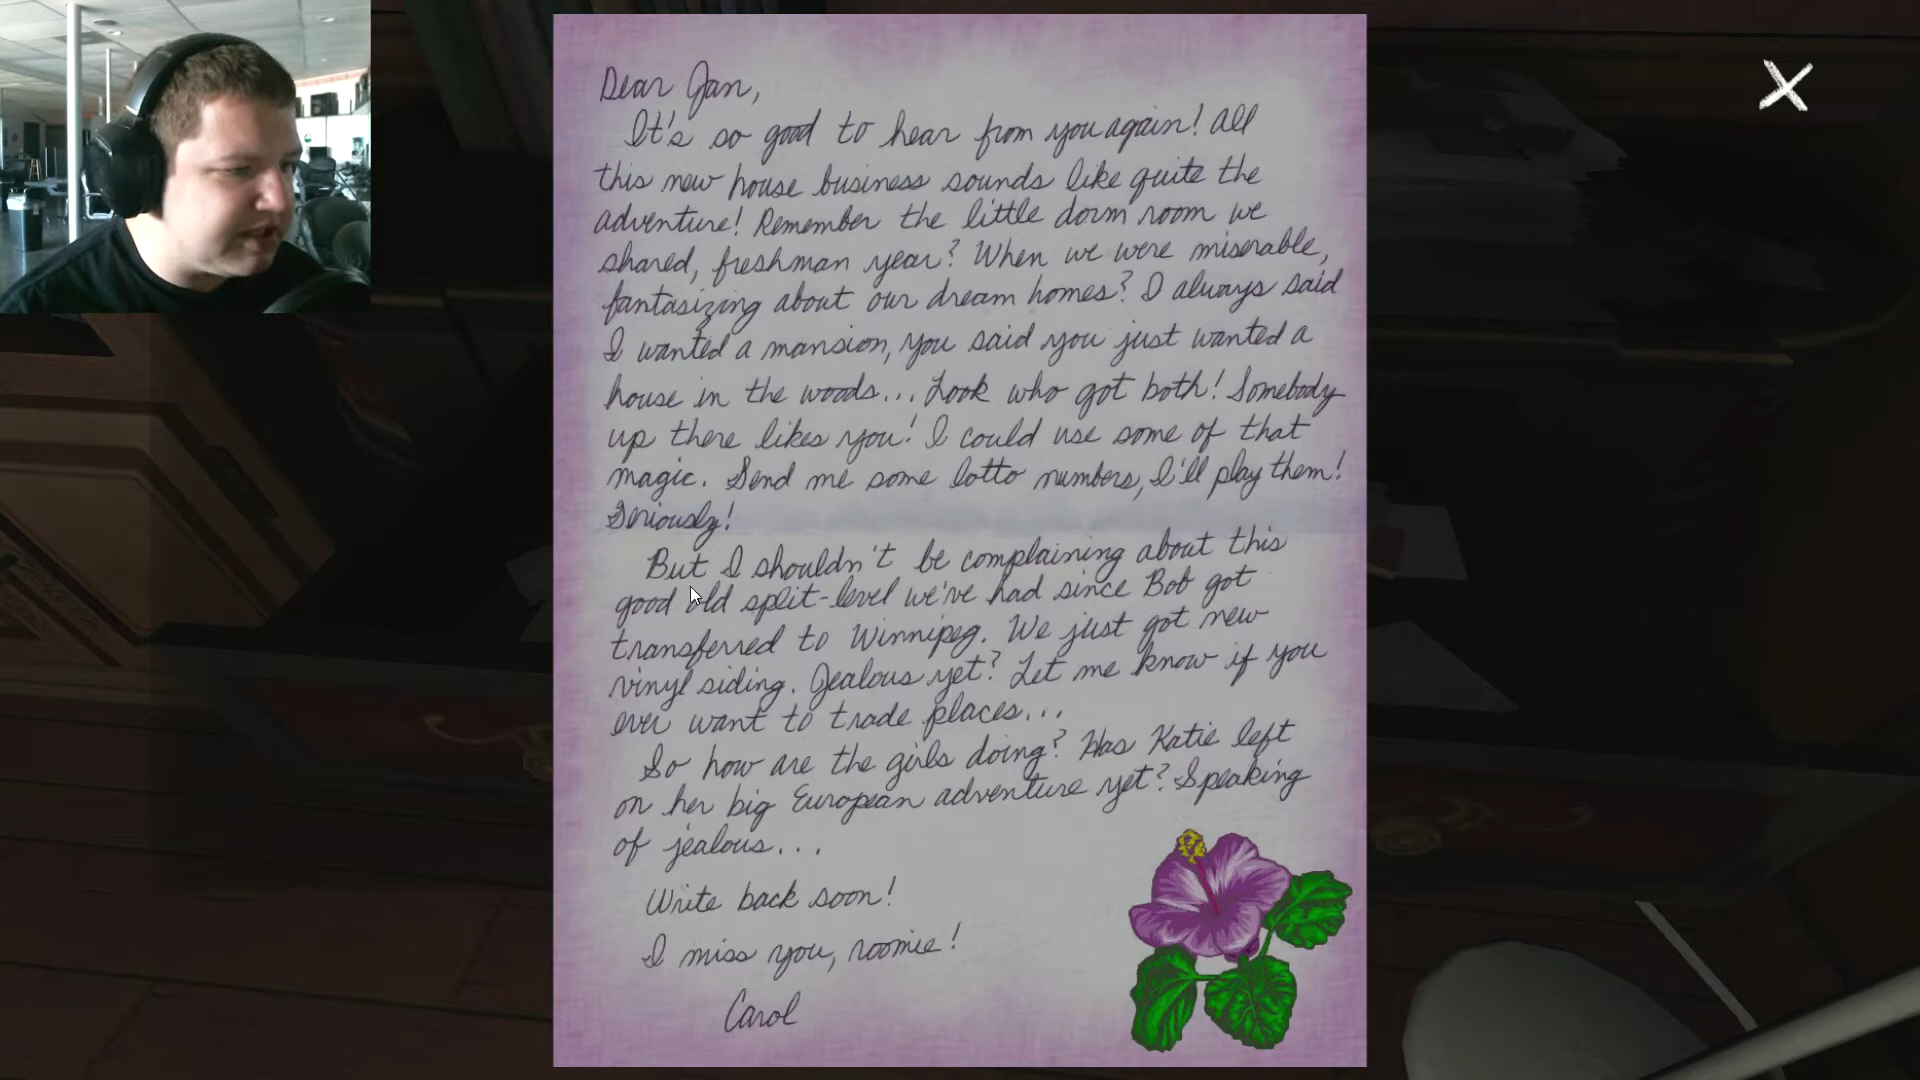 Dear Jan,
It's so good to hear from you again! All
this new house business sounds like quite the
adventure! Remember the little dorm room we
shared, freshman year? When we were miserable,
fantasizing about our dream homes? I always said
I wanted a mansion, you said you just wanted a
house in the woods... Look who got both! Somebody
up there likes you! I could use some of that
magic. Send me some lotto numbers, I'll play them!
Seriously!
But I shouldn't be complaining about this
good old split-level we've had since Bob got
transferred to Winnipeg. We just got new
vinyl siding. Jealous yet? Let me know if you
ever want to trade places...
So how are the girls doing? Has Katie left
on her big European adventure yet? Speaking
of jealous...
Write back soon!
I miss you, roomie!
Carol